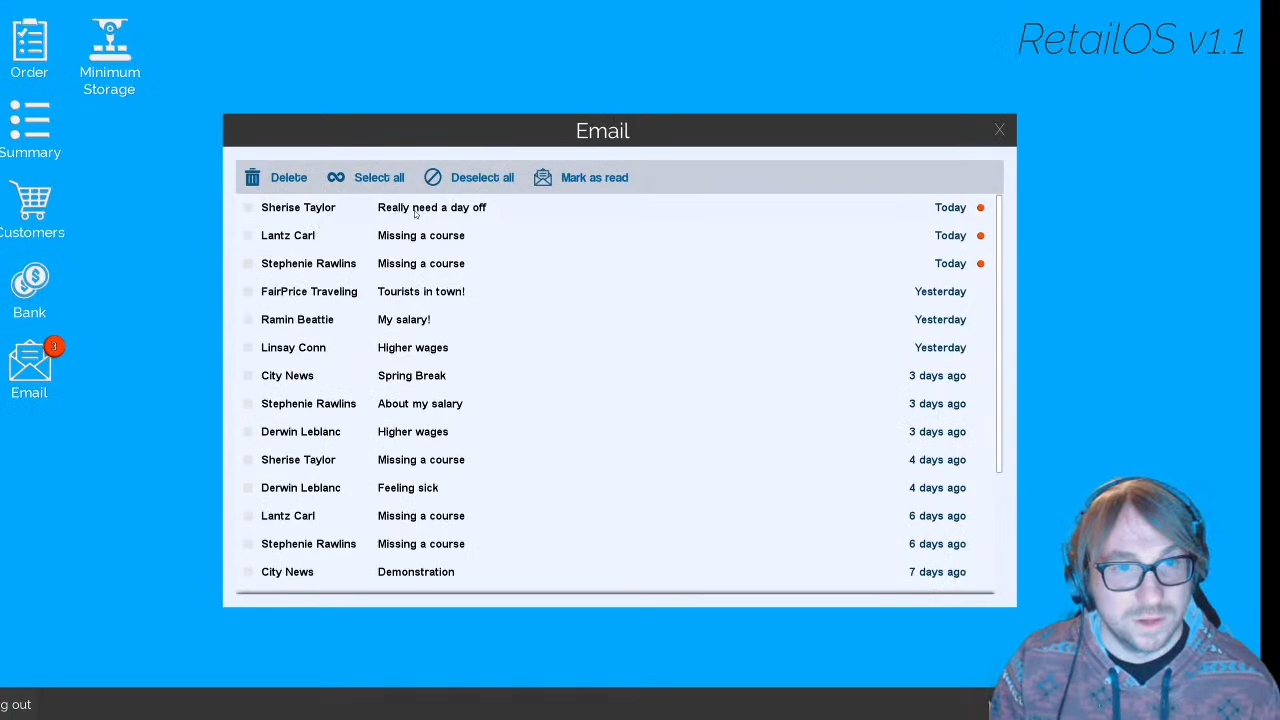 RetailOS v1.1
Order
Minimum
Storage
Summary
Customers
Bank
3
Email
Email
X
Delete
Select all
Deselect all
Mark as read
Sherise Taylor Really need a day off Today
Lantz Carl Missing a course Today
Stephenie Rawlins Missing a course Today
FairPrice Traveling Tourists in town! Yesterday
Ramin Beattie My salary! Yesterday
Linsay Conn Higher wages Yesterday
City News Spring Break 3 days ago
Stephenie Rawlins About my salary 3 days ago
Derwin Leblanc Higher wages 3 days ago
Sherise Taylor Missing a course 4 days ago
Derwin Leblanc Feeling sick 4 days ago
Lantz Carl Missing a course 6 days ago
Stephenie Rawlins Missing a course 6 days ago
City News Demonstration 7 days ago
g out